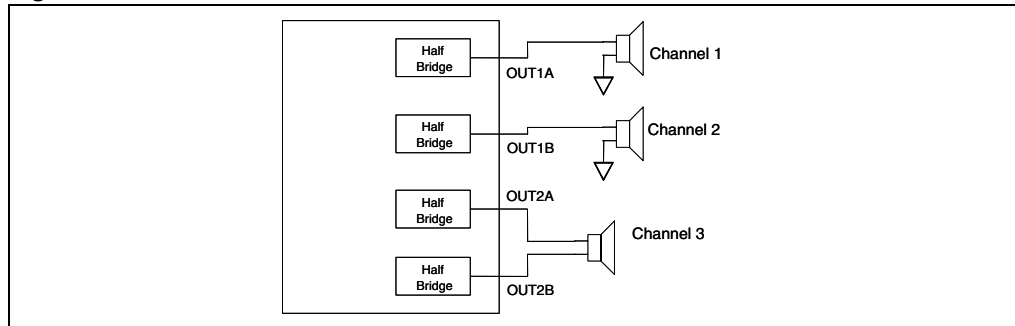 Half
Bridge
OUT1A
Channel 1
Half
Bridge
OUT1B
Channel 2
Half
Bridge
OUT2A
Channel 3
Half
Bridge
OUT2B